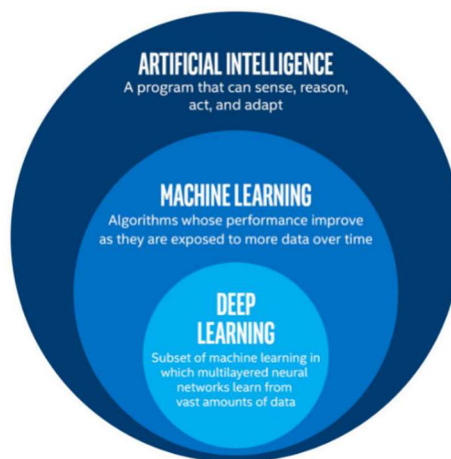 ARTIFICIAL INTELLIGENCE
A program that can sense, reason,
act, and adapt
MACHINE LEARNING
Algorithms whose performance improve
as they are exposed to more data over time
DEEP
LEARNING
Subset of machine learning in
which multilayered neural
networks learn from
vast amounts of data